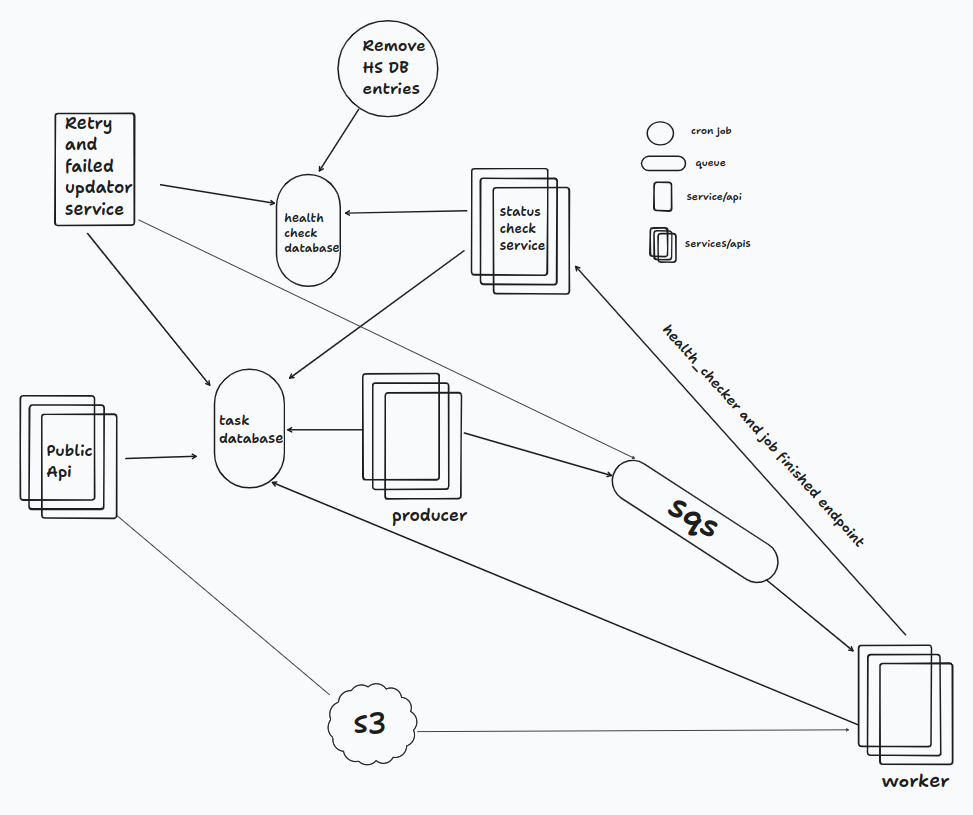 Remove
HS DB
entries
Retry
and
failed
updator
service
cron job
queue
service/api
services/apis
health
check
database
status
check
service
health_checker and job finished endpoint
task
database
Public
Api
producer
sqs
s3
worker